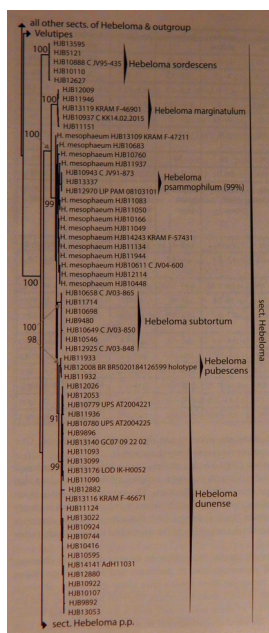 all other sects. of Hebeloma & outgroup
Velutipes
HJB13595
HJB5121
100
HJB10888 C JV95-435
Hebeloma sordescens
HJB10110
HJB12627
HJB12009
HJB11946
100
HJB13119 KRAM F-46901
Hebeloma marginatulum
HJB10937 C KK14.02.2015
HJB11151
100
H. mesophaeum HJB13109 KRAM F-47211
H. mesophaeum HJB10683
H. mesophaeum HJB10760
H. mesophaeum HJB11937
HJB10943 C JV91-873
Hebeloma
HJB13337
psammophilum (99%)
HJB12970 LIP PAM 08103101
99
H. mesophaeum HJB11083
H. mesophaeum HJB11050
H. mesophaeum HJB10166
H. mesophaeum HJB11049
H. mesophaeum HJB14243 KRAM F-57431
H. mesophaeum HJB11134
H. mesophaeum HJB11944
H. mesophaeum HJB10611 C JV04-600
H. mesophaeum HJB12114
100
H. mesophaeum HJB10448
HJB10658 C JV03-865
HJB11714
HJB10698
HJB9480
Hebeloma subtortum
100
HJB10649 C JV03-850
98
HJB10546
HJB12925 C JV03-848
HJB11933
Hebeloma
HJB12008 BR BR5020184126599 holotype
pubescens
HJB11932
HJB12026
HJB12053
HJB10779 UPS AT2004221
HJB11936
91
HJB10780 UPS AT2004225
HJB9896
HJB13140 GC07 09 22 02
HJB11093
HJB13099
99
HJB13176 LOD IK-H0052
HJB11090
HJB12882
Hebeloma
HJB13116 KRAM F-46671
dunense
HJB11124
HJB13022
HJB10924
HJB10744
HJB10416
HJB10595
HJB14141 AdH11031
HJB12880
HJB10922
HJB10107
HJB9892
HJB13053
sect. Hebeloma p.p.
sect. Hebeloma